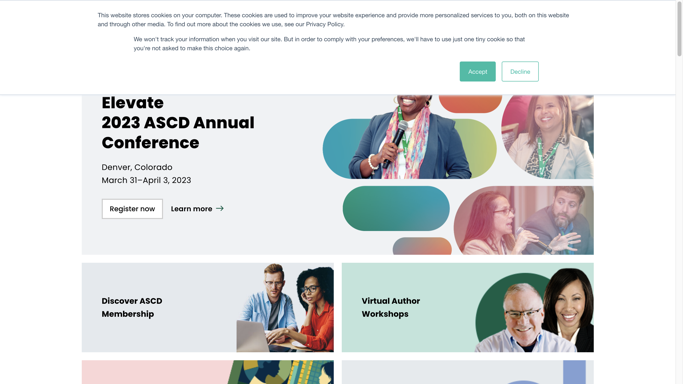 This website stores cookies on your computer. These cookies are used to improve your website experience and provide more personalized services to you, both on this website
and through other media. To find out more about the cookies we use, see our Privacy Policy.
We won't track your information when you visit our site. But in order to comply with your preferences, we'll have to use just one tiny cookie so that
you're not asked to make this choice again.
Accept
Decline
Elevate
2023 ASCD Annual
Conference
Denver, Colorado
March 31–April 3, 2023
Register now
Learn more →
Discover ASCD
Membership
Virtual Author
Workshops